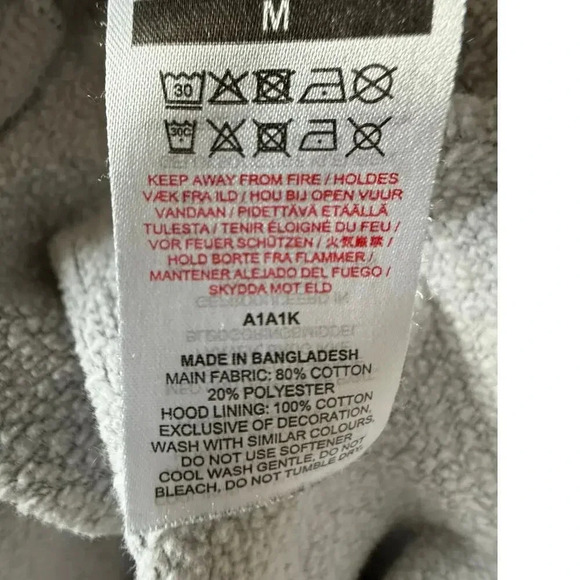 M
30
30C
KEEP AWAY FROM FIRE / HOLDES
VÆK FRA ILD / HOU BIJ OPEN VUUR
VANDAAN / PIDETTÄVÄ ETÄÄLLÄ
TULESTA / TENIR ÉLOIGNÉ DU FEU /
VOR FEUER SCHÜTZEN / 火気厳禁 /
HOLD BORTE FRA FLAMMER /
MANTENER ALEJADO DEL FUEGO /
SKYDDA MOT ELD
A1A1K
MADE IN BANGLADESH
MAIN FABRIC: 80% COTTON
20% POLYESTER
HOOD LINING: 100% COTTON
EXCLUSIVE OF DECORATION.
WASH WITH SIMILAR COLOURS.
DO NOT USE SOFTENER
COOL WASH GENTLE, DO NOT
BLEACH, DO NOT TUMBLE DRY,